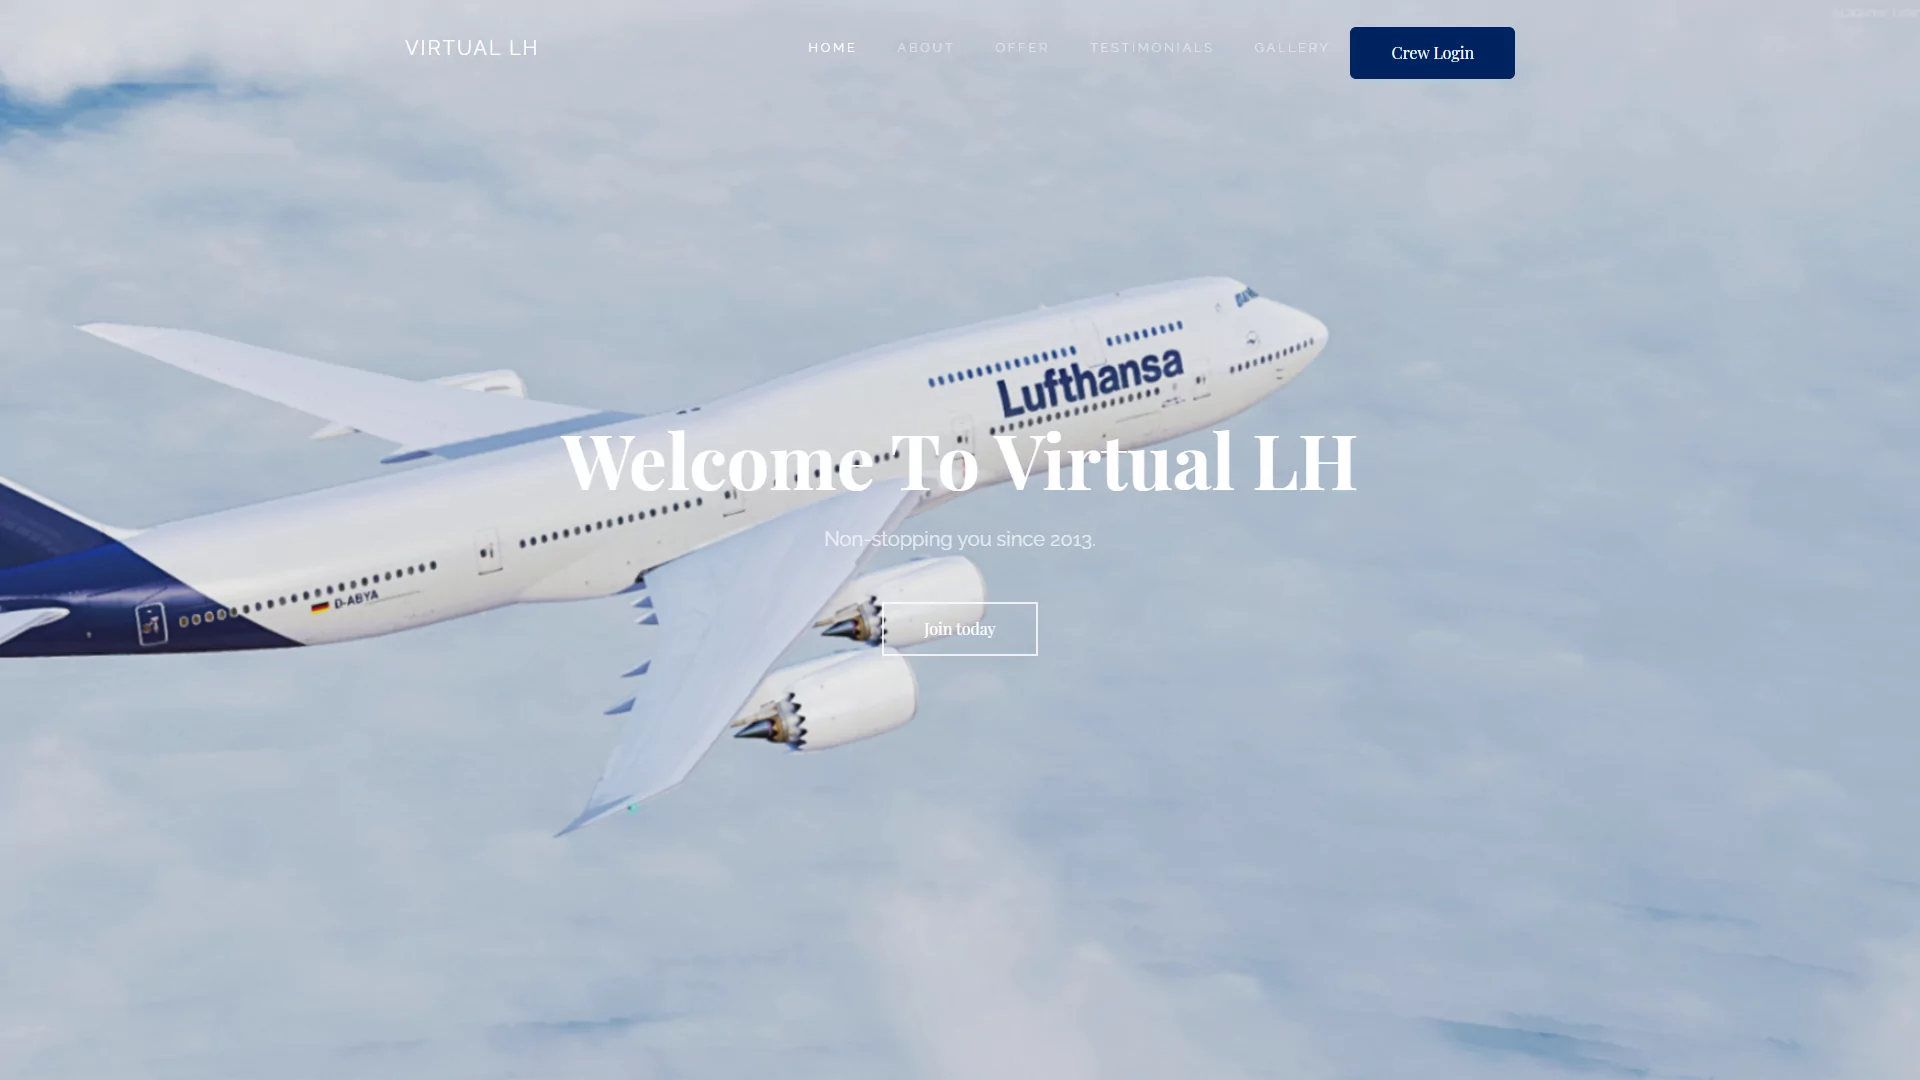 VIRTUAL LH
HOME
ABOUT
OFFER
TESTIMONIALS
GALLERY
Crew Login
Lufthansa
Welcome To Virtual LH
Non-stopping you since 2013.
D-ABYA
Join today